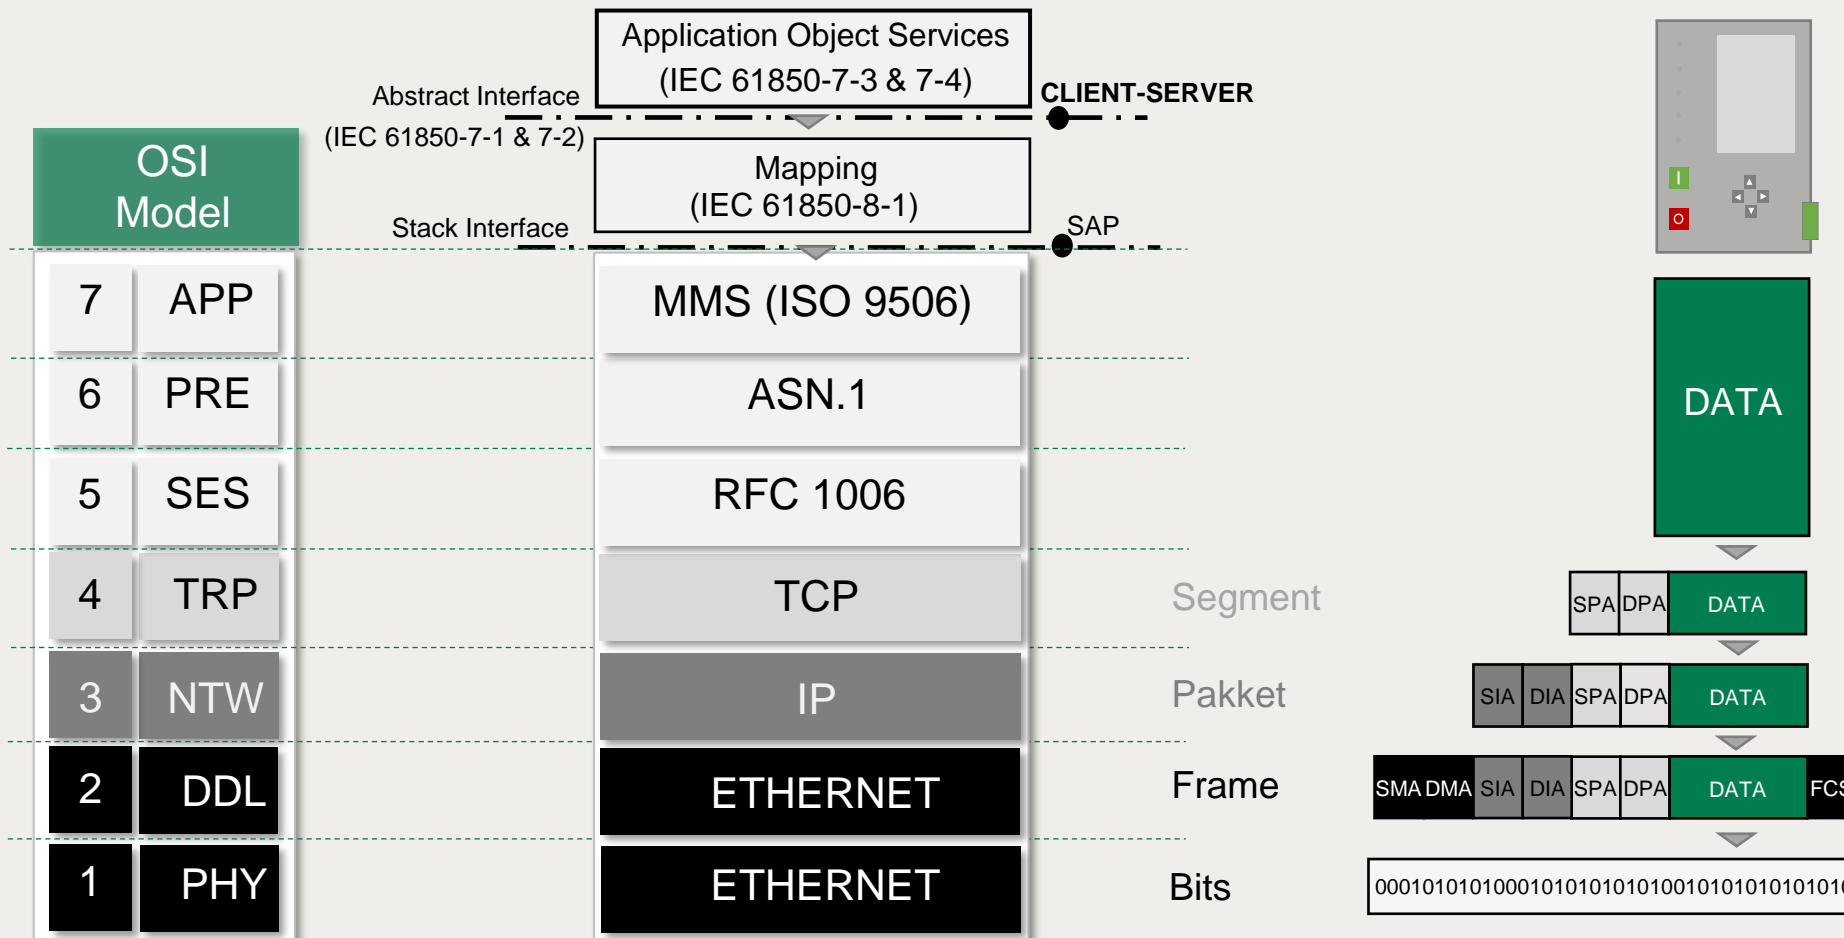 Application Object Services
(IEC 61850-7-3 & 7-4)
Abstract Interface
(IEC 61850-7-1 & 7-2)
CLIENT-SERVER
OSI
Model
Mapping
(IEC 61850-8-1)
Stack Interface
SAP
7 APP MMS (ISO 9506)
DATA
6 PRE ASN.1
5 SES RFC 1006
4 TRP TCP Segment SPA DPA DATA
3 NTW IP Pakket SIA DIA SPA DPA DATA
2 DDL ETHERNET Frame SMA DMA SIA DIA SPA DPA DATA FCS
1 PHY ETHERNET Bits